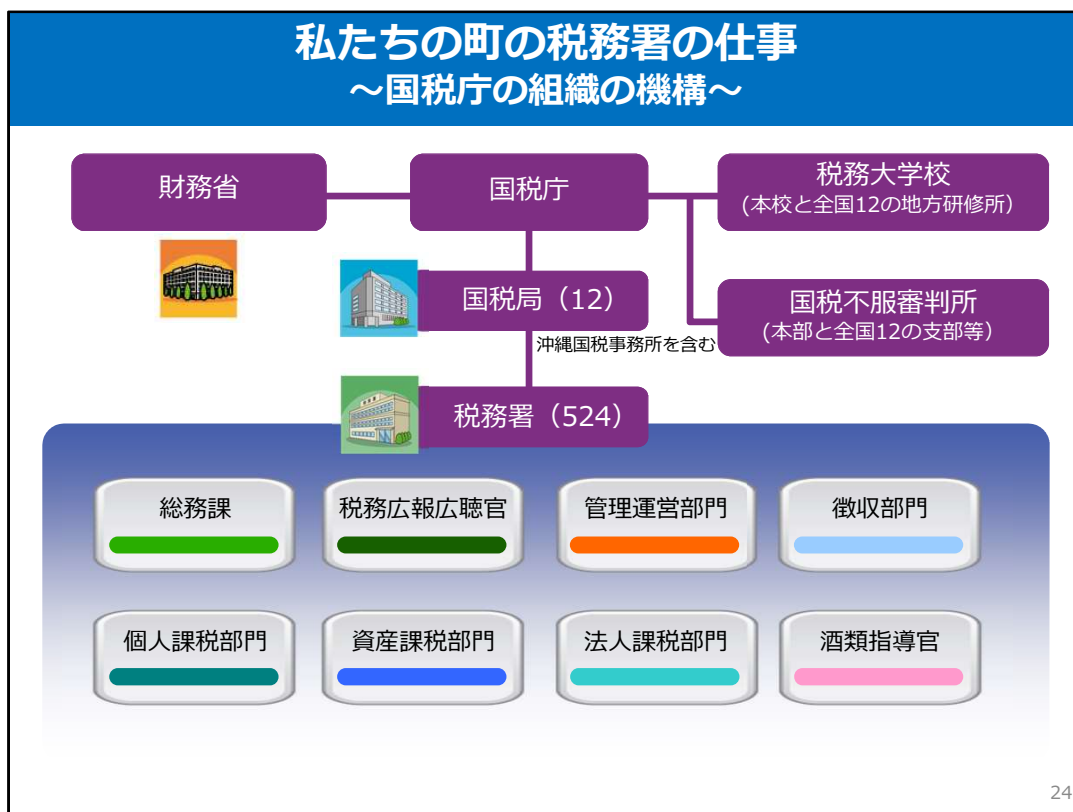 私たちの町の税務署の仕事
～国税庁の組織の機構～
財務省
国税庁
税務大学校
(本校と全国12の地方研修所）
国税局（12）
沖縄国税事務所を含む
国税不服審判所
(本部と全国12の支部等）
税務署（524）
総務課
税務広報広聴官
管理運営部門
徴収部門
個人課税部門
資産課税部門
法人課税部門
酒類指導官
24